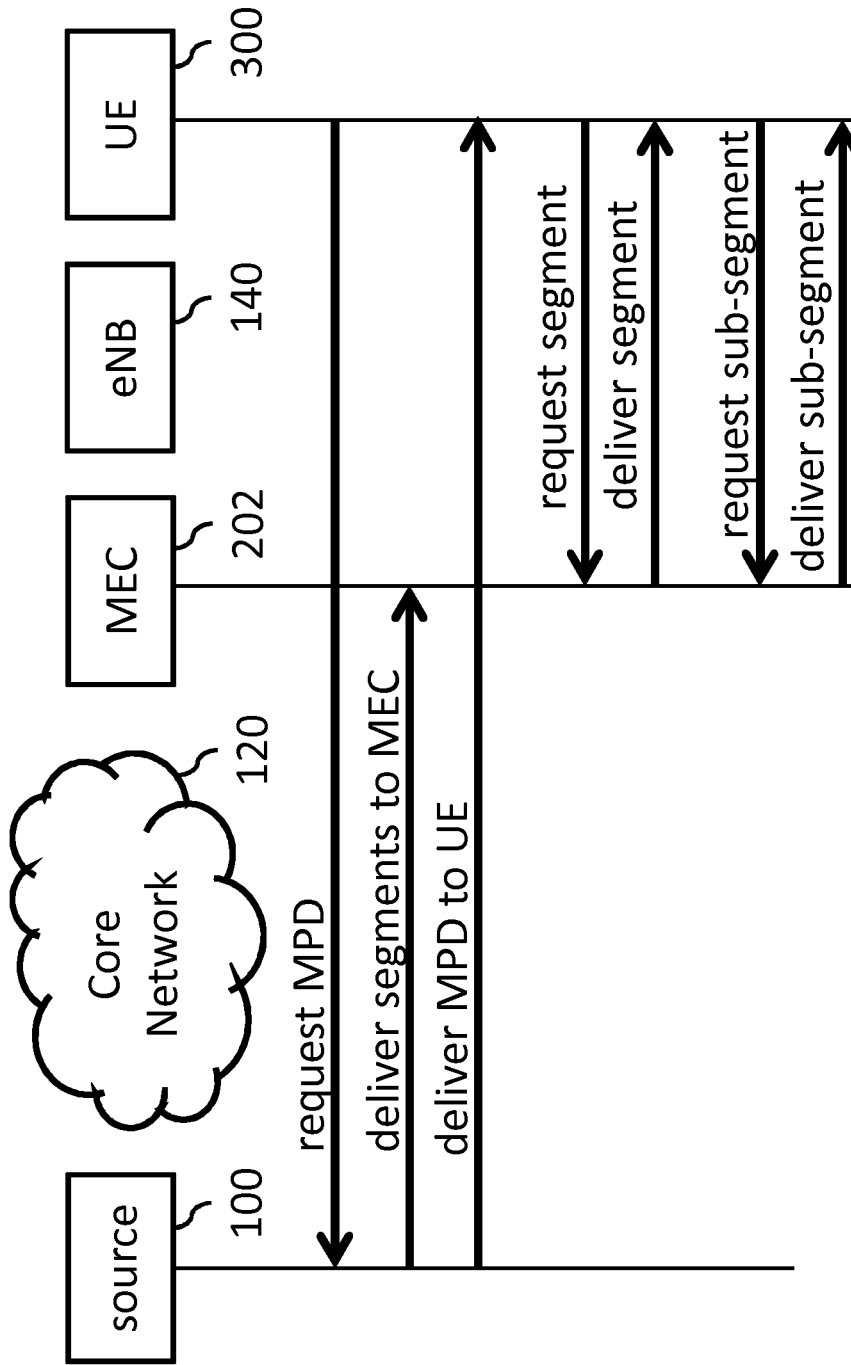 source
100
Core
Network
120
MEC
202
eNB
140
UE
300
request MPD
deliver segments to MEC
deliver MPD to UE
request segment
deliver segment
request sub-segment
deliver sub-segment